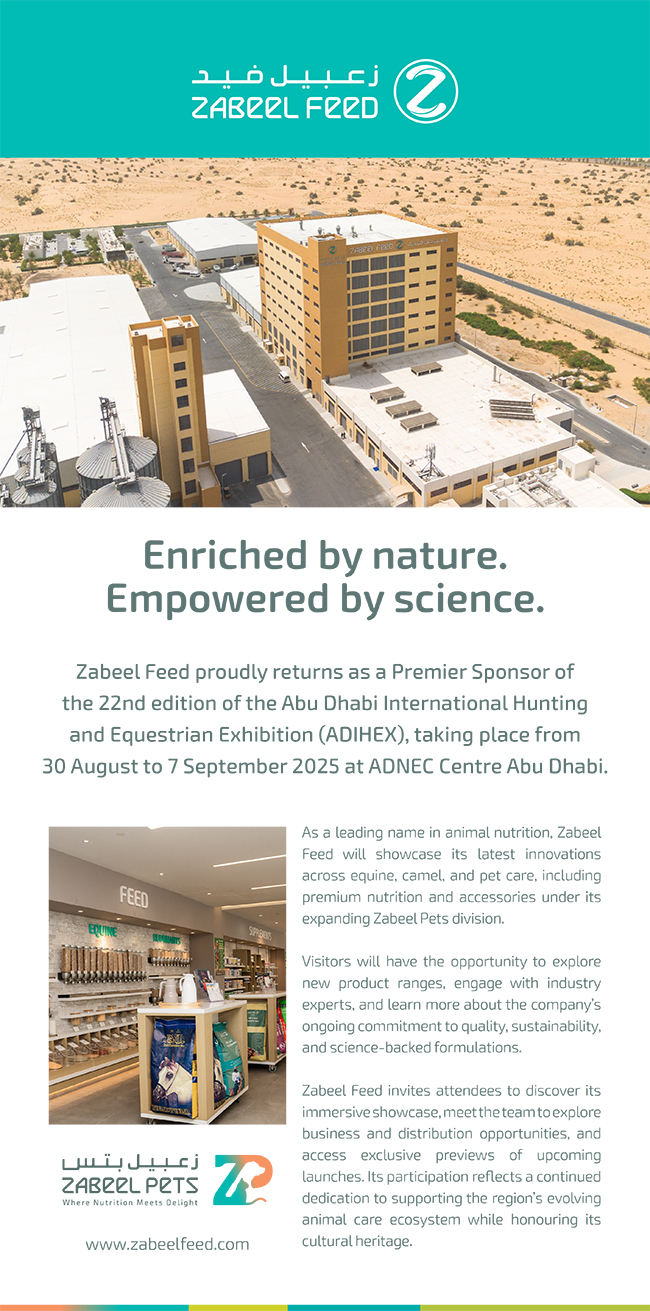 زعبيل فيد
ZABEEL FEED
ZABEEL FEED
Enriched by nature.
Empowered by science.
Zabeel Feed proudly returns as a Premier Sponsor of
the 22nd edition of the Abu Dhabi International Hunting
and Equestrian Exhibition (ADIHEX), taking place from
30 August to 7 September 2025 at ADNEC Centre Abu Dhabi.
FEED
EQUINE
RUMINANTS
SUPPLEMENTS
As a leading name in animal nutrition, Zabeel
Feed will showcase its latest innovations
across equine, camel, and pet care, including
premium nutrition and accessories under its
expanding Zabeel Pets division.
Visitors will have the opportunity to explore
new product ranges, engage with industry
experts, and learn more about the company's
ongoing commitment to quality, sustainability,
and science-backed formulations.
Zabeel Feed invites attendees to discover its
immersive showcase, meet the team to explore
business and distribution opportunities, and
access exclusive previews of upcoming
launches. Its participation reflects a continued
dedication to supporting the region's evolving
animal care ecosystem while honouring its
cultural heritage.
زعبيل بتس
ZABEEL PETS
Where Nutrition Meets Delight
ZP
www.zabeelfeed.com